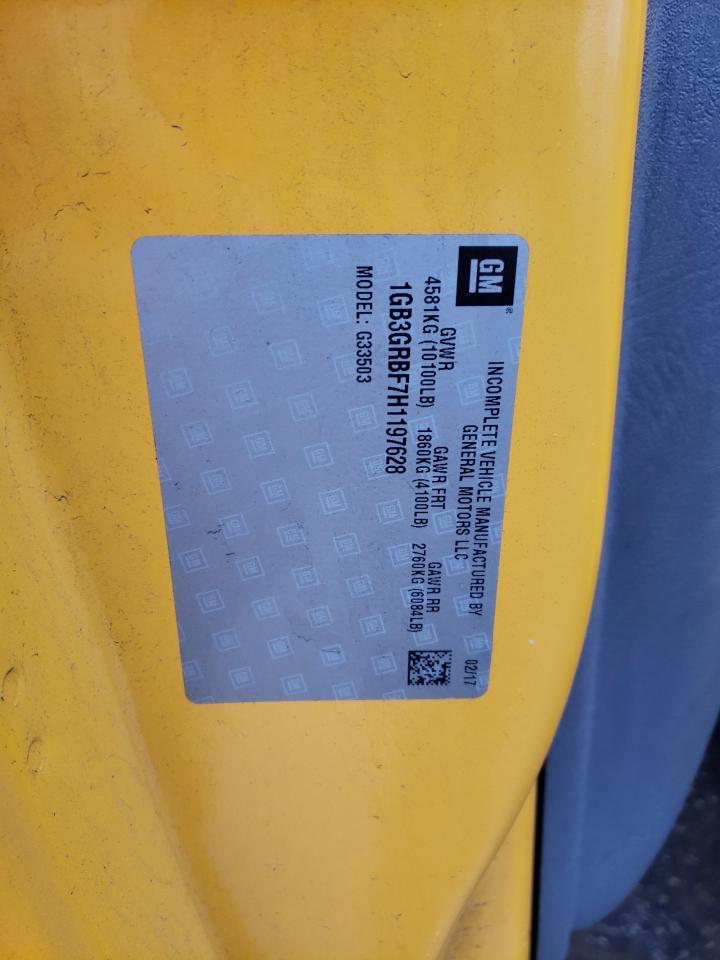 GM®
INCOMPLETE VEHICLE MANUFACTURED BY
GENERAL MOTORS LLC
02/17
GVWR GAWR FRT GAWR RR
4581KG (10100LB) 1860KG (4100LB) 2760KG (6084LB)
1GB3GRBF7H1197628
MODEL: G33503